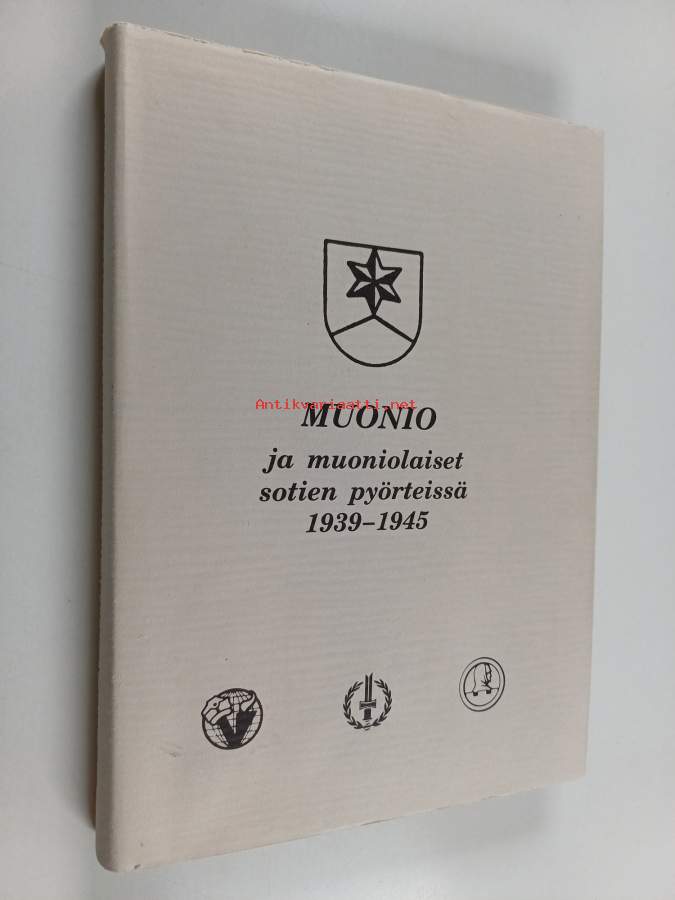 Antikvariaatti.net
MUONIO
ja muoniolaiset
sotien pyörteissä
1939–1945
V